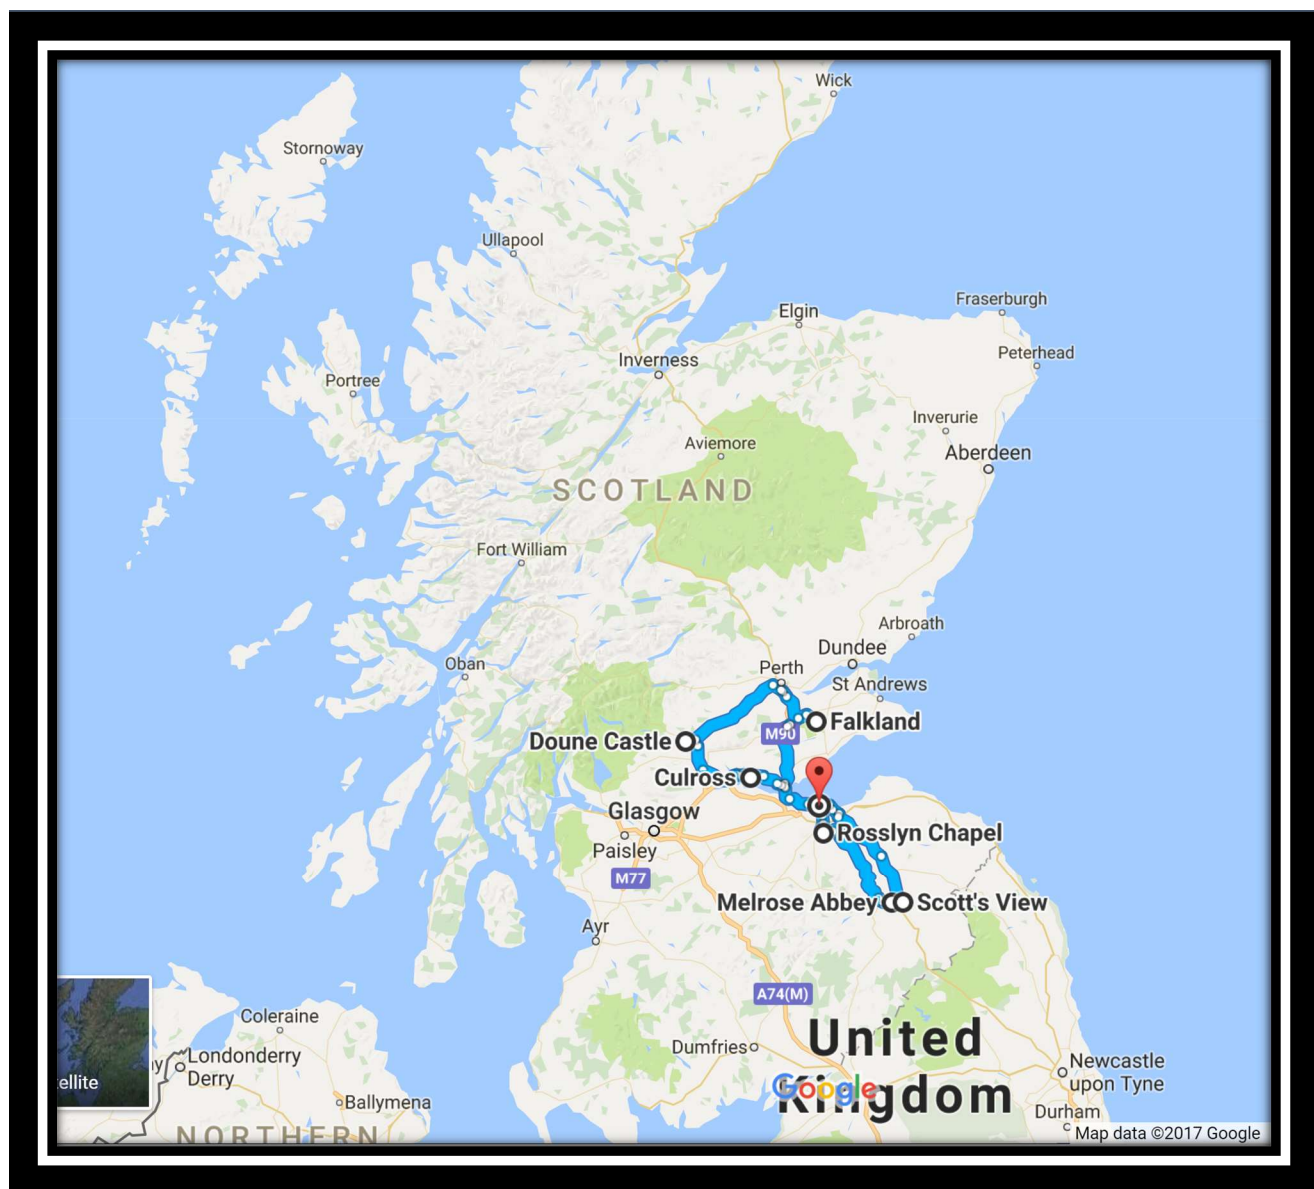 Wick
Stornoway
Ullapool
Fraserburgh
Elgin
Peterhead
Inverness
Portree
Inverurie
Aviemore
Aberdeen
SCOTLAND
Fort William
Arbroath
Dundee
Oban
Perth
St Andrews
Falkland
M90
Doune Castle
Culross
Glasgow
Rosslyn Chapel
Paisley
M77
Melrose Abbey
Scott's View
Ayr
A74(M)
Coleraine
United
Kingdom
Dumfries
Londonderry
Derry
y
ellite
Newcastle
upon Tyne
Google
Ballymena
Durham
NORTHERN
Map data ©2017 Google